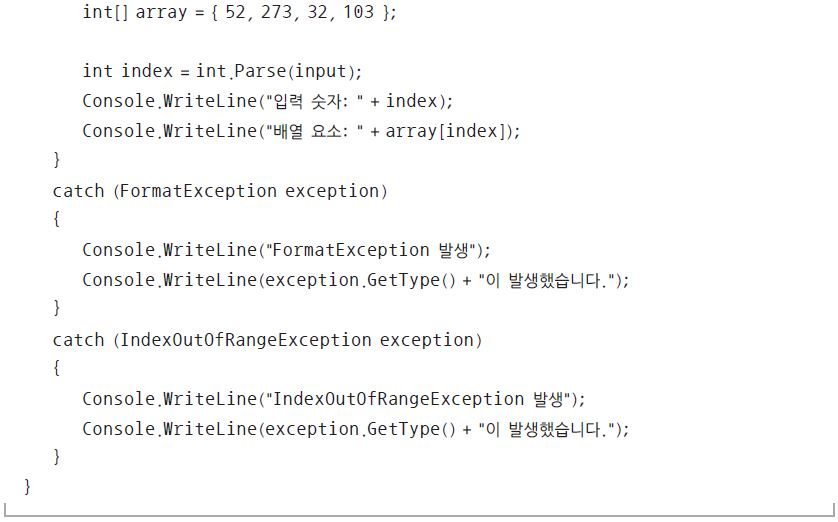 int[] array = { 52, 273, 32, 103 };
int index = int.Parse(input);
Console.WriteLine("입력 숫자: " + index);
Console.WriteLine("배열 요소: " + array[index]);
}
catch (FormatException exception)
{
Console.WriteLine("FormatException 발생");
Console.WriteLine(exception.GetType() + "이 발생했습니다.");
}
catch (IndexOutOfRangeException exception)
{
Console.WriteLine("IndexOutOfRangeException 발생");
Console.WriteLine(exception.GetType() + "이 발생했습니다.");
}
}